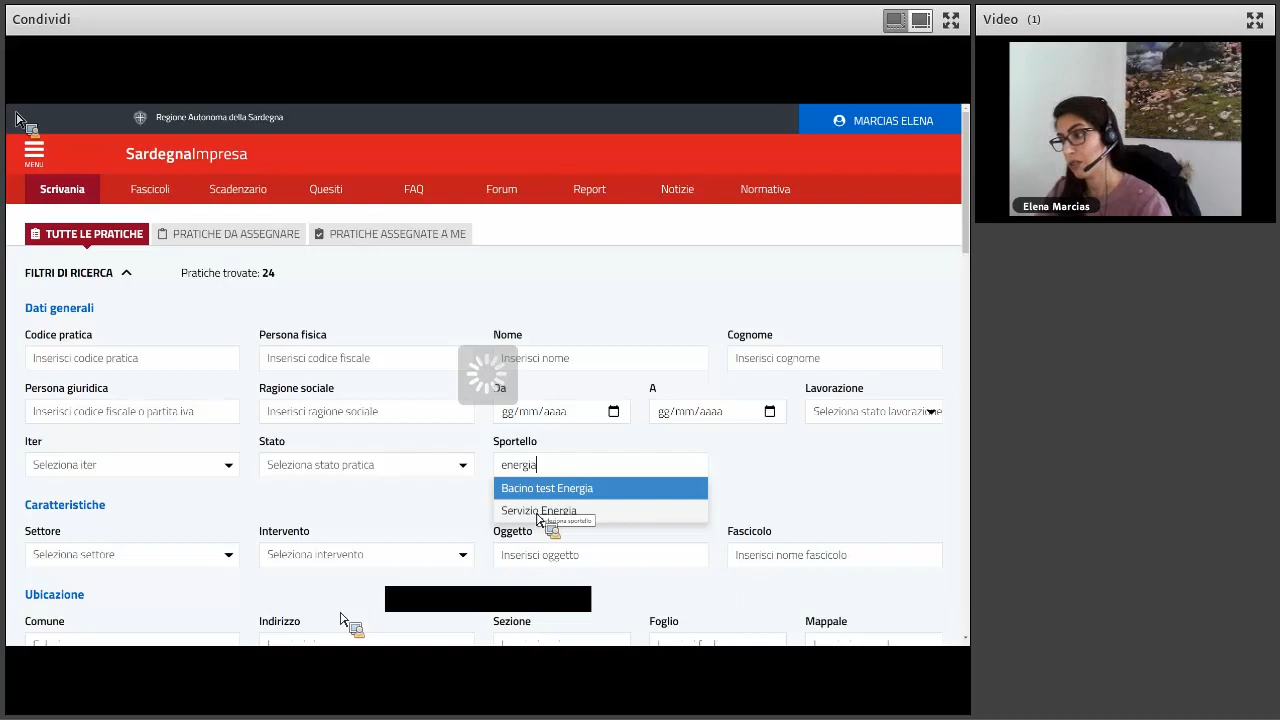 Condividi
Video (1)
Regione Autonoma della Sardegna
MARCIAS ELENA
MENU
SardegnaImpresa
Scrivania Fascicoli Scadenzario Quesiti FAQ Forum Report Notizie Normativa
TUTTE LE PRATICHE PRATICHE DA ASSEGNARE PRATICHE ASSEGNATE A ME
FILTRI DI RICERCA Pratiche trovate: 24
Dati generali
Codice pratica Persona fisica Nome Cognome
Inserisci codice pratica Inserisci codice fiscale Inserisci nome Inserisci cognome
Persona giuridica Ragione sociale Da A Lavorazione
Inserisci codice fiscale o partita iva Inserisci ragione sociale gg/mm/aaaa gg/mm/aaaa Seleziona stato lavorazione
Iter Stato Sportello
Seleziona iter Seleziona stato pratica energia
Bacino test Energia
Servizio Energia
Caratteristiche
Settore Intervento Oggetto Fascicolo
Seleziona settore Seleziona intervento Inserisci oggetto Inserisci nome fascicolo
Ubicazione
Comune Indirizzo Sezione Foglio Mappale
Elena Marcias